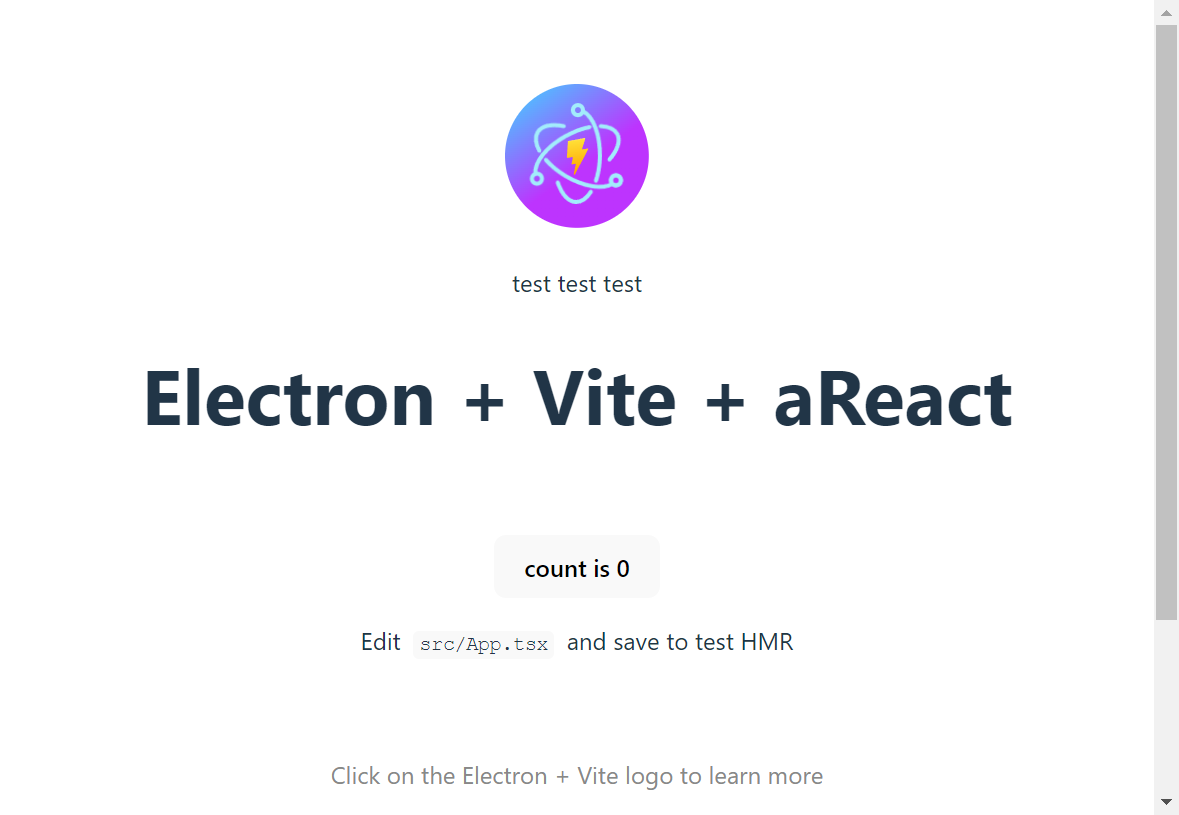 test test test
Electron + Vite + aReact
count is 0
Edit src/App.tsx and save to test HMR
Click on the Electron + Vite logo to learn more